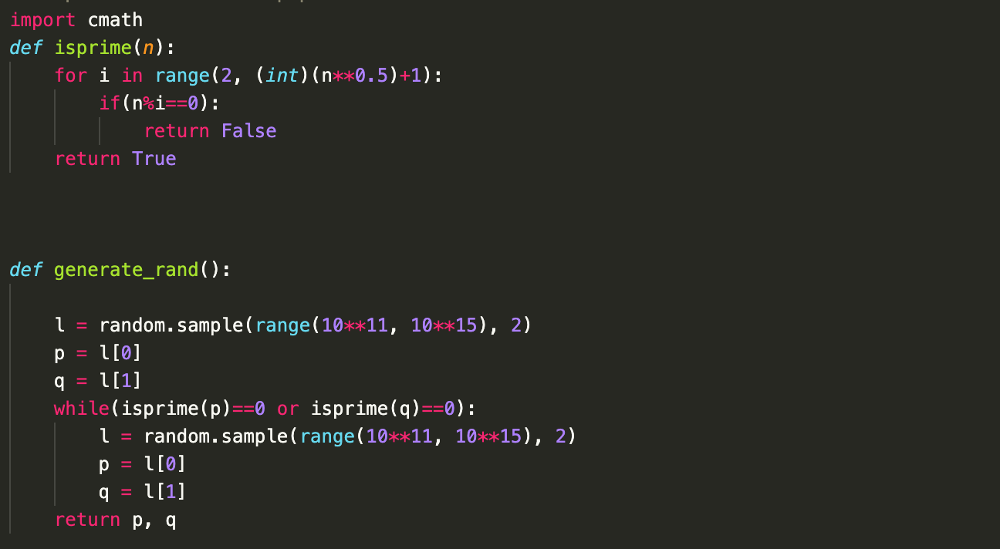 import cmath
def isprime(n):
    for i in range(2, (int)(n**0.5)+1):
        if(n%i==0):
            return False
    return True
def generate_rand():
    l = random.sample(range(10**11, 10**15), 2)
    p = l[0]
    q = l[1]
    while(isprime(p)==0 or isprime(q)==0):
        l = random.sample(range(10**11, 10**15), 2)
        p = l[0]
        q = l[1]
    return p, q